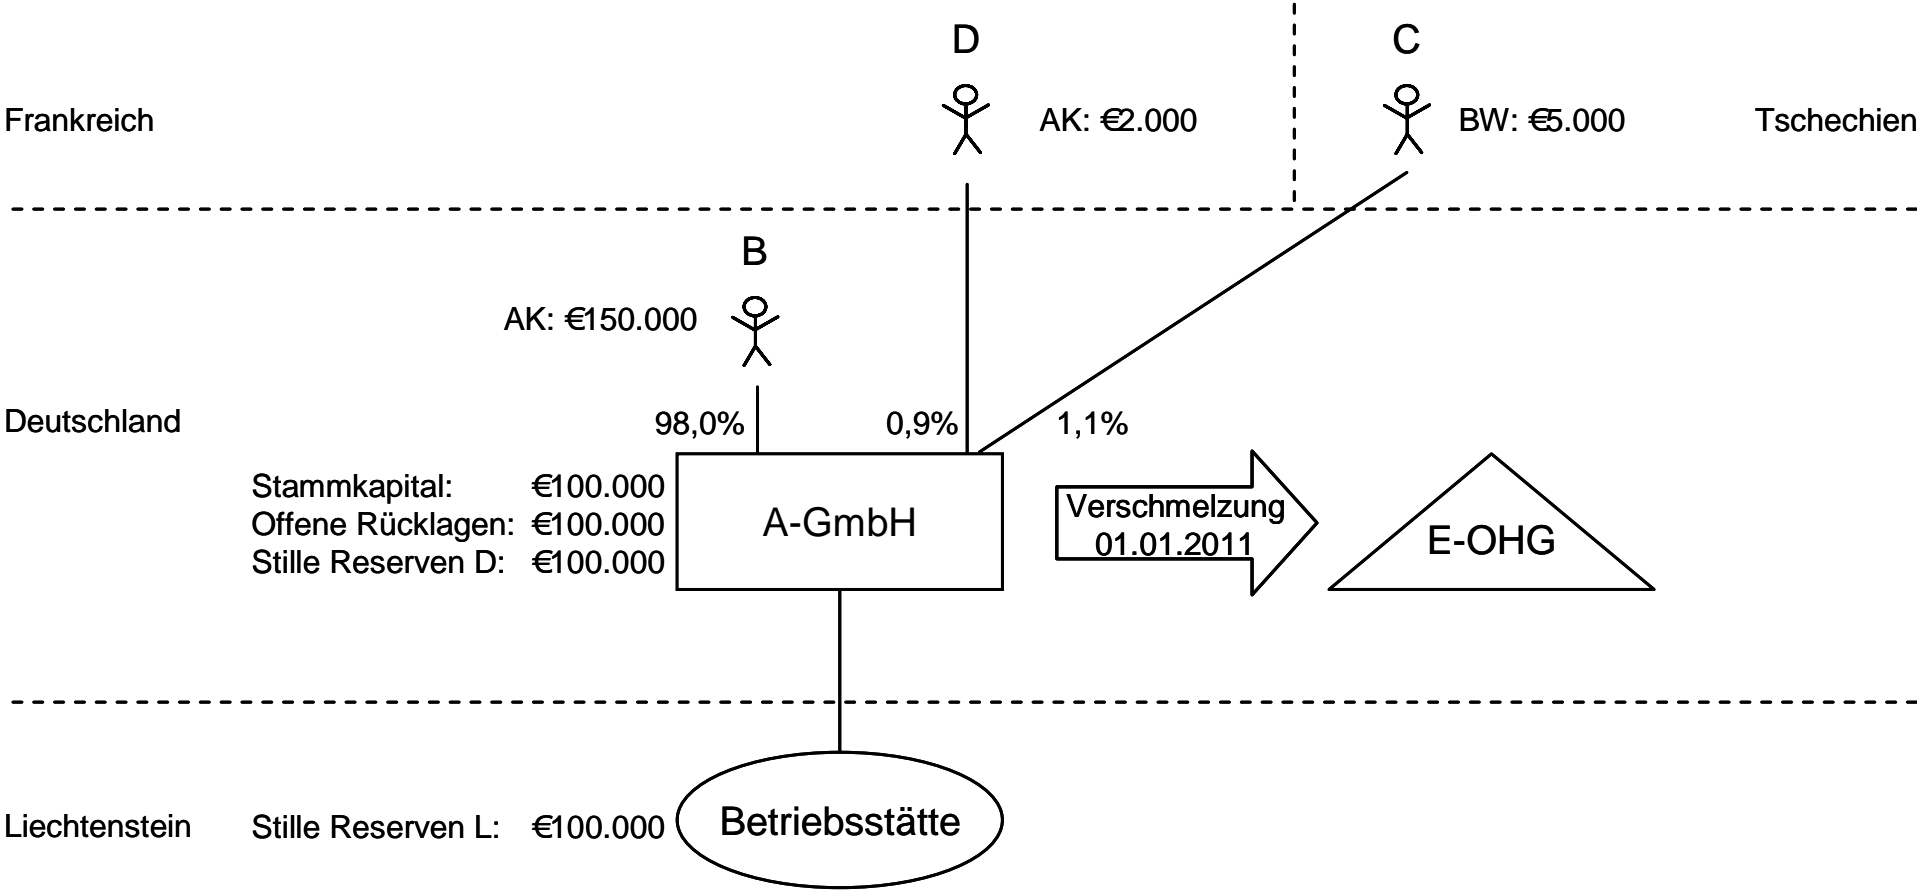 D
C
Frankreich
AK: €2.000
BW: €5.000
Tschechien
B
AK: €150.000
Deutschland
98,0%
0,9%
1,1%
Stammkapital: €100.000
Offene Rücklagen: €100.000
Stille Reserven D: €100.000
A-GmbH
Verschmelzung
01.01.2011
E-OHG
Liechtenstein
Stille Reserven L: €100.000
Betriebsstätte